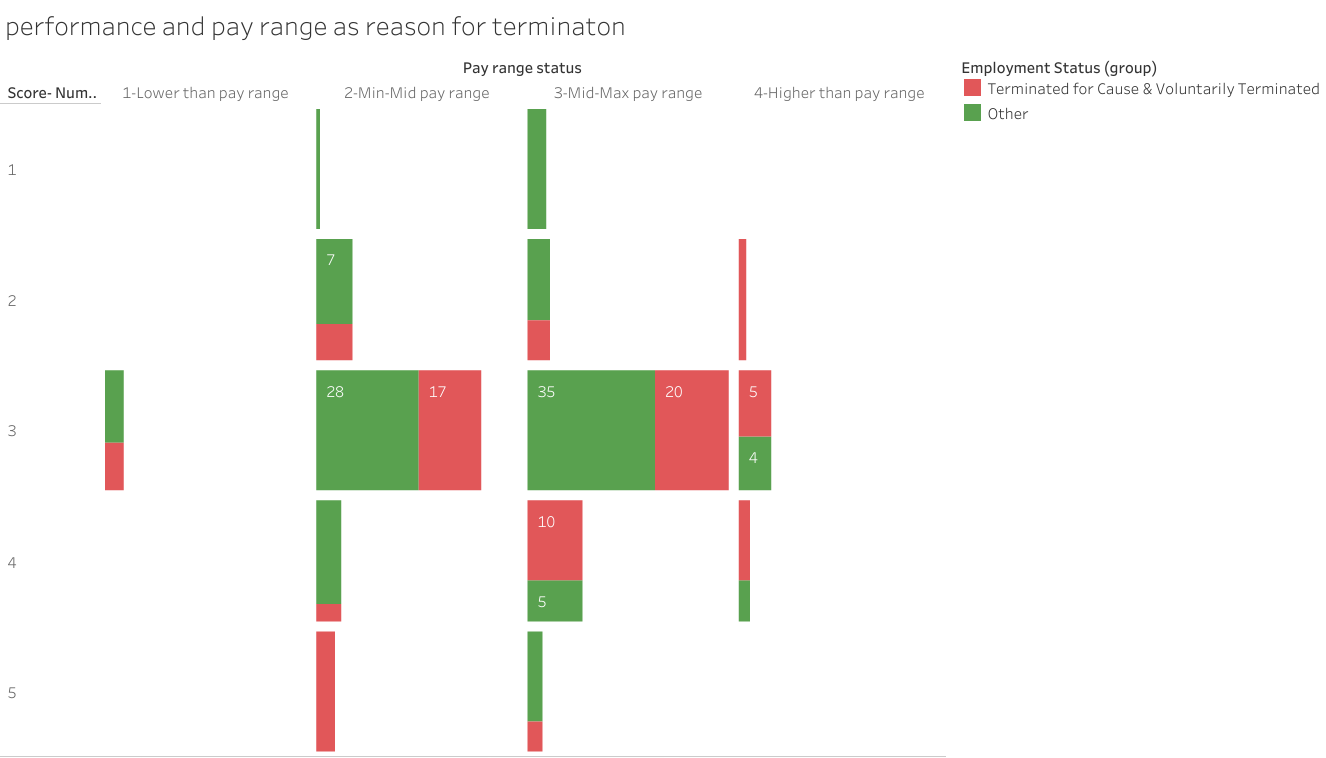 performance and pay range as reason for terminaton
Pay range status
Score- Num.. 1-Lower than pay range 2-Min-Mid pay range 3-Mid-Max pay range 4-Higher than pay range
Employment Status (group)
Terminated for Cause & Voluntarily Terminated
Other
1
2
7
3
28 17 35 20 5
4
4
10
5
5